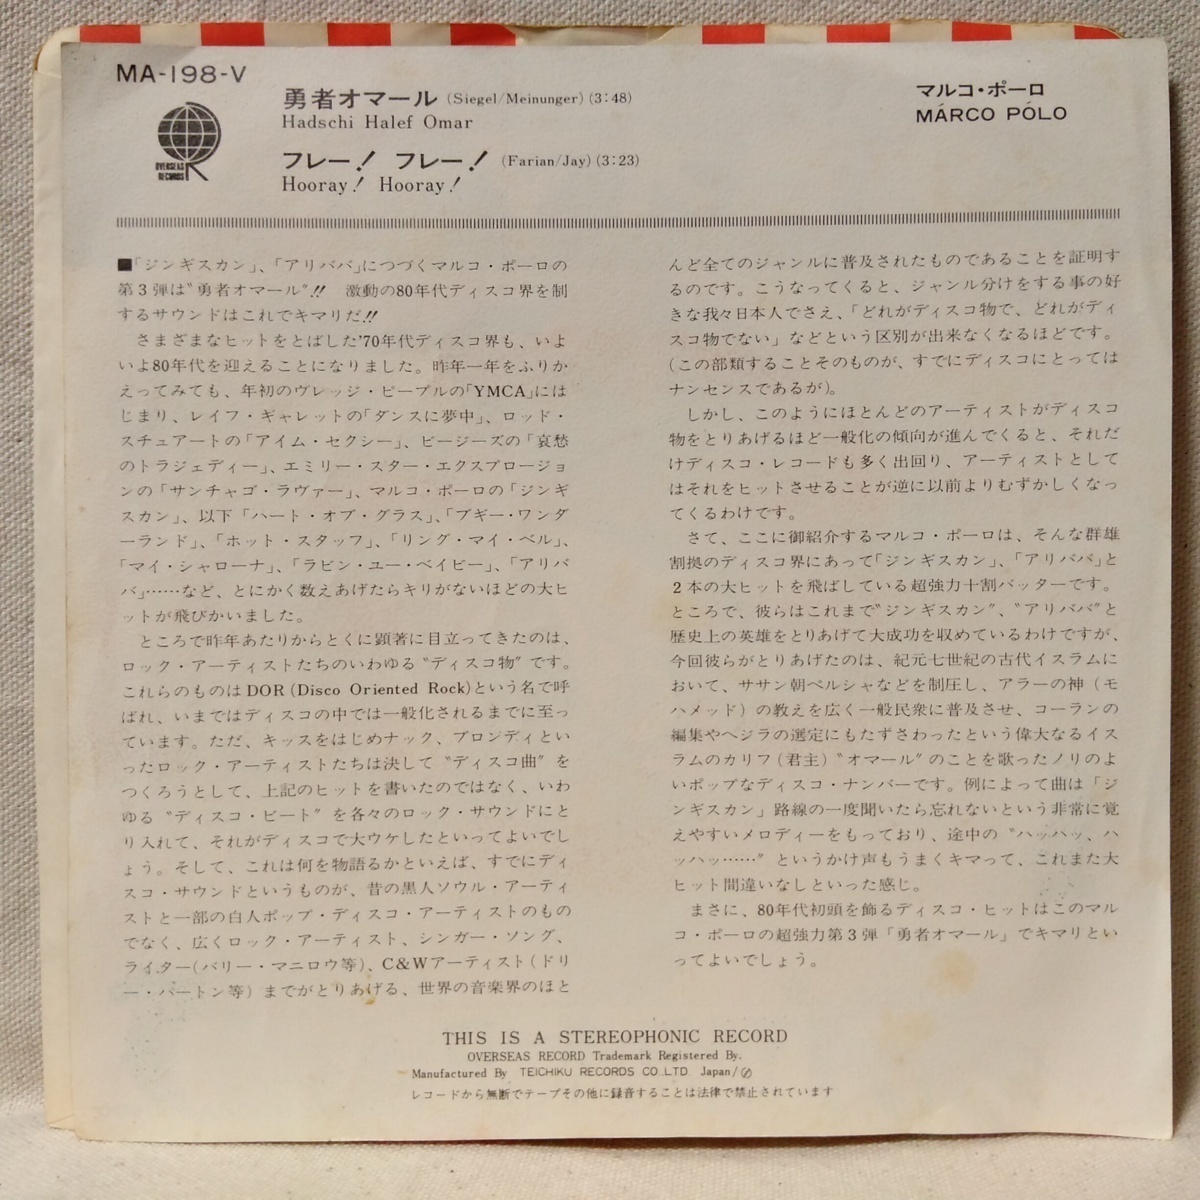 MA-198-V
勇者オマール (Siegel/Meinunger) (3:48)
Hadschi Halef Omar
フレー! フレー! (Farian/Jay) (3:23)
Hooray! Hooray!
マルコ・ポーロ
MÁRCO PÓLO
OVERSEAS
RECORDS
■「ジンギスカン」、「アリババ」につづくマルコ・ポーロの
第3弾は"勇者オマール"!! 激動の80年代ディスコ界を制
するサウンドはこれでキマリだ!!
さまざまなヒットをとばした'70年代ディスコ界も、いよ
いよ80年代を迎えることになりました。昨年一年をふりか
えってみても、年初のヴレッジ・ピープルの「YMCA」には
じまり、レイフ・ギャレットの「ダンスに夢中」、ロッド・
スチュアートの「アイム・セクシー」、ビージーズの「哀愁
のトラジェディー」、エミリー・スター・エクスプロージョ
ンの「サンチャゴ・ラヴァー」、マルコ・ポーロの「ジンギ
スカン」、以下「ハート・オブ・グラス」、「ブギー・ワンダ
ーランド」、「ホット・スタッフ」、「リング・マイ・ベル」、
「マイ・シャローナ」、「ラビン・ユー・ベイビー」、「アリバ
バ」……など、とにかく数えあげたらキリがないほどの大ヒ
ットが飛びかいました。
ところで昨年あたりからとくに顕著に目立ってきたのは、
ロック・アーティストたちのいわゆる"ディスコ物"です。
これらのものはDOR (Disco Oriented Rock)という名で呼
ばれ、いまではディスコの中では一般化されるまでに至っ
ています。ただ、キッスをはじめナック、ブロンディとい
ったロック・アーティストたちは決して"ディスコ曲"を
つくろうとして、上記のヒットを書いたのではなく、いわ
ゆる"ディスコ・ビート"を各々のロック・サウンドにと
り入れて、それがディスコで大ウケしたといってよいでし
ょう。そして、これは何を物語るかといえば、すでにディ
スコ・サウンドというものが、昔の黒人ソウル・アーティ
ストと一部の白人ポップ・ディスコ・アーティストのもの
でなく、広くロック・アーティスト、シンガー・ソング、
ライター(バリー・マニロウ等)、C&Wアーティスト(ドリ
ー・パートン等)までがとりあげる、世界の音楽界のほと
んど全てのジャンルに普及されたものであることを証明す
るのです。こうなってくると、ジャンル分けをする事の好
きな我々日本人でさえ、「どれがディスコ物で、どれがディ
スコ物でない」などという区別が出来なくなるほどです。
(この部類することそのものが、すでにディスコにとっては
ナンセンスであるが)。
しかし、このようにほとんどのアーティストがディスコ
物をとりあげるほど一般化の傾向が進んでくると、それだ
けディスコ・レコードも多く出回り、アーティストとして
はそれをヒットさせることが逆に以前よりむずかしくなっ
てくるわけです。
さて、ここに御紹介するマルコ・ポーロは、そんな群雄
割拠のディスコ界にあって「ジンギスカン」、「アリババ」と
2本の大ヒットを飛ばしている超強力十割バッターです。
ところで、彼らはこれまで"ジンギスカン"、"アリババ"と
歴史上の英雄をとりあげて大成功を収めているわけですが、
今回彼らがとりあげたのは、紀元七世紀の古代イスラムに
おいて、ササン朝ペルシャなどを制圧し、アラーの神(モ
ハメッド)の教えを広く一般民衆に普及させ、コーランの
編集やヘジラの選定にもたずさわったという偉大なるイス
ラムのカリフ(君主)"オマール"のことを歌ったノリのよ
いポップなディスコ・ナンバーです。例によって曲は「ジ
ンギスカン」路線の一度聞いたら忘れないという非常に覚
えやすいメロディーをもっており、途中の"ハッハッ、ハ
ッハッ……"というかけ声もうまくキマって、これまた大
ヒット間違いなしといった感じ。
まさに、80年代初頭を飾るディスコ・ヒットはこのマル
コ・ポーロの超強力第3弾「勇者オマール」でキマリとい
ってよいでしょう。
THIS IS A STEREOPHONIC RECORD
OVERSEAS RECORD Trademark Registered By.
Manufactured By TEICHIKU RECORDS CO.,LTD. Japan/Ⓟ
レコードから無断でテープその他に録音することは法律で禁止されています